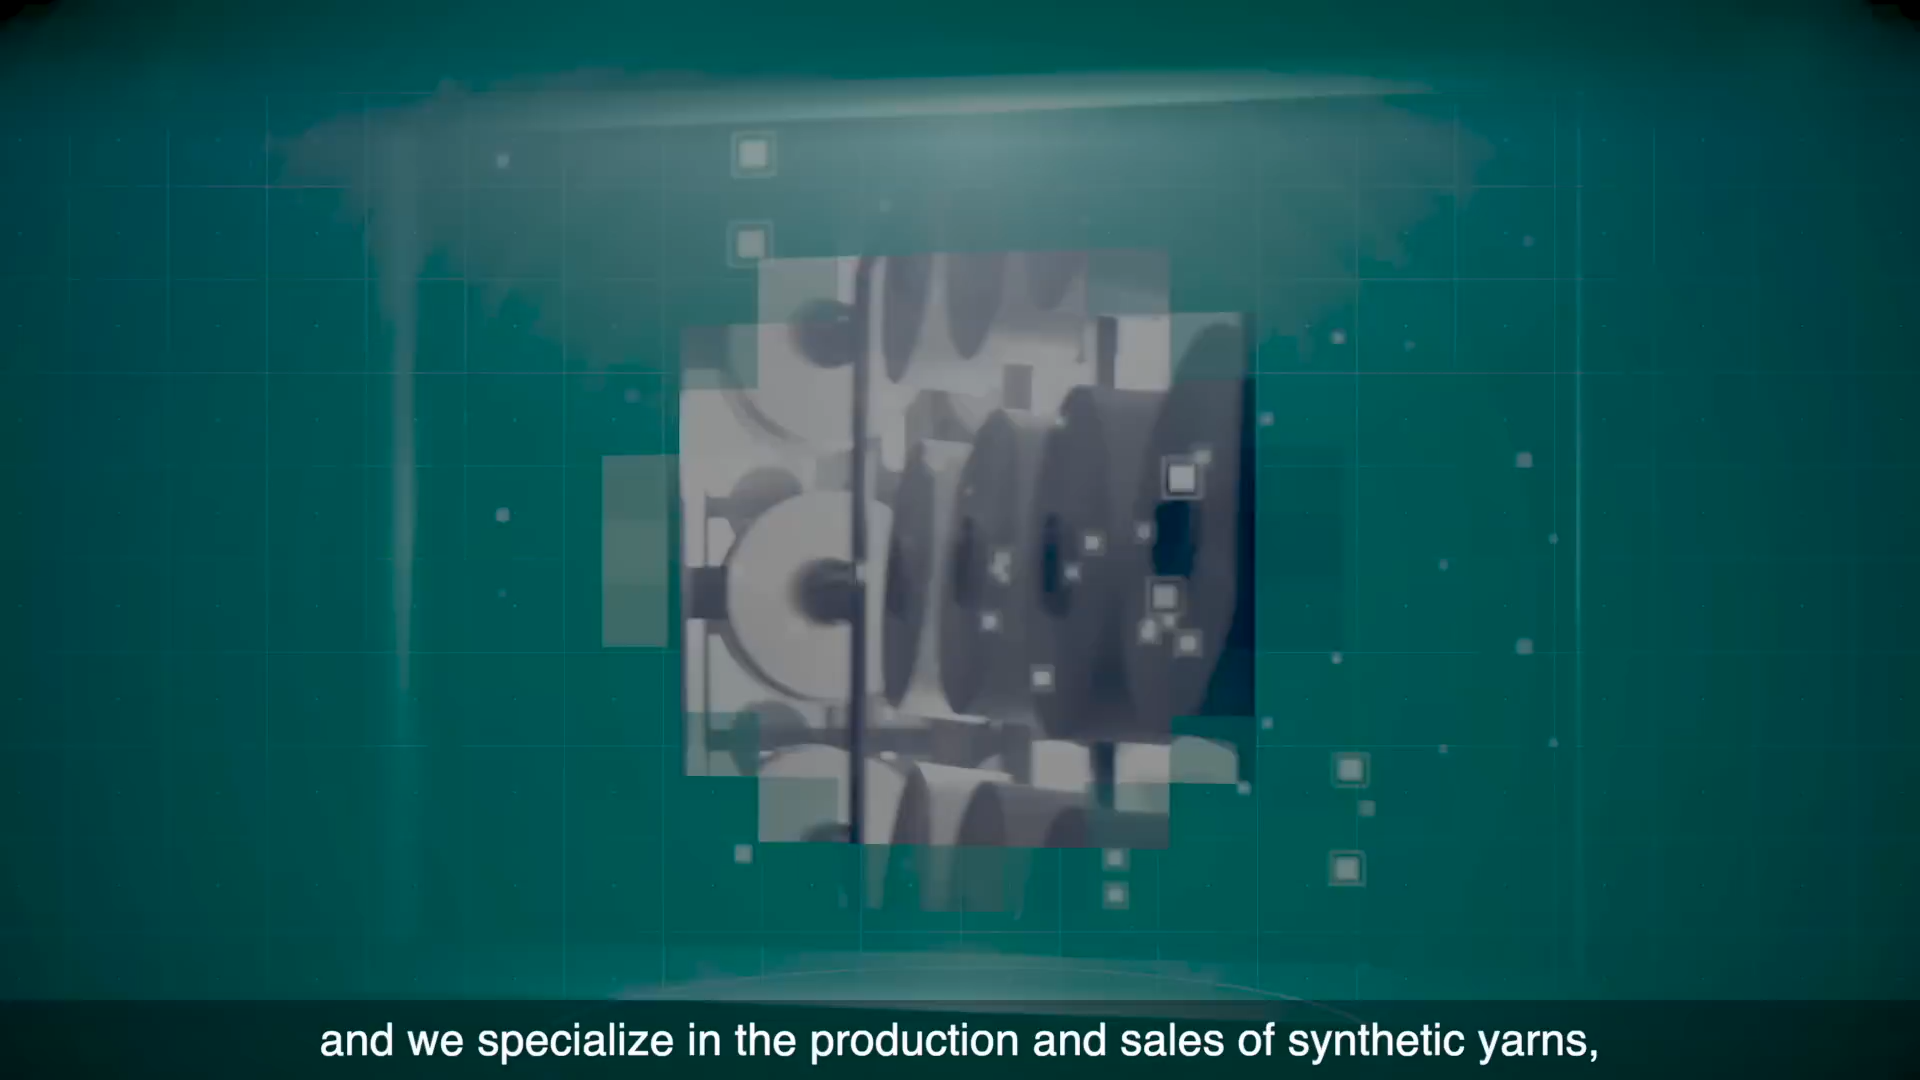 and we specialize in the production and sales of synthetic yarns,